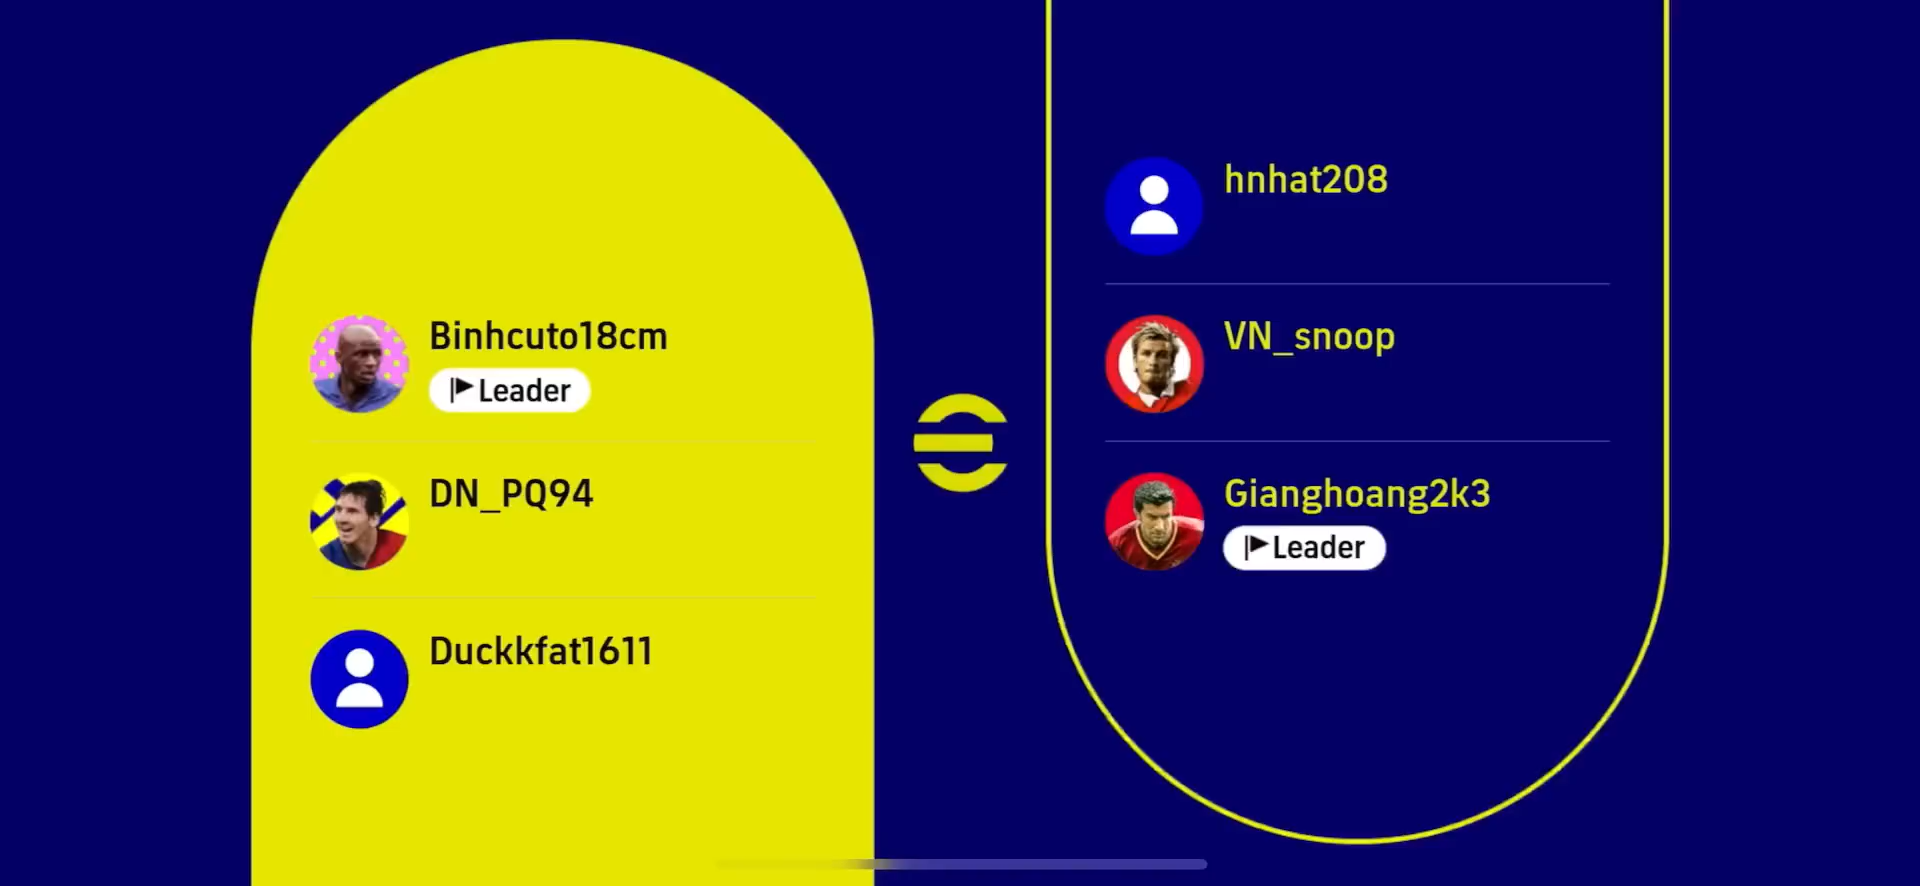 Binhcuto18cm
Leader
DN_PQ94
Duckkfat1611
hnhat208
VN_snoop
Gianghoang2k3
Leader